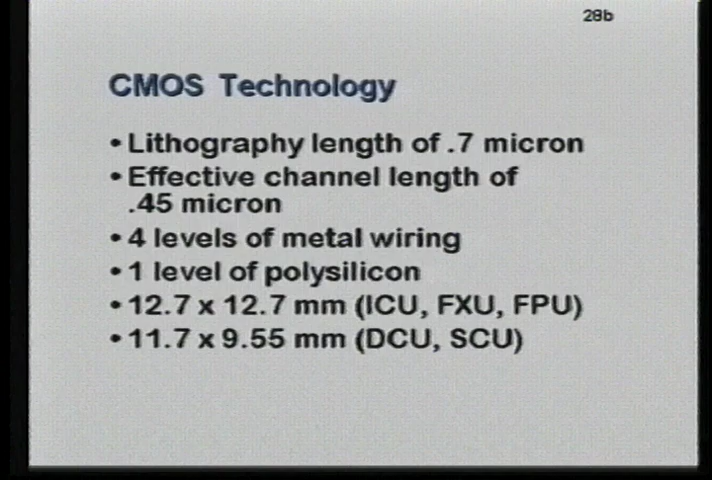 28b
CMOS Technology
• Lithography length of .7 micron
• Effective channel length of
.45 micron
• 4 levels of metal wiring
• 1 level of polysilicon
• 12.7 x 12.7 mm (ICU, FXU, FPU)
• 11.7 x 9.55 mm (DCU, SCU)